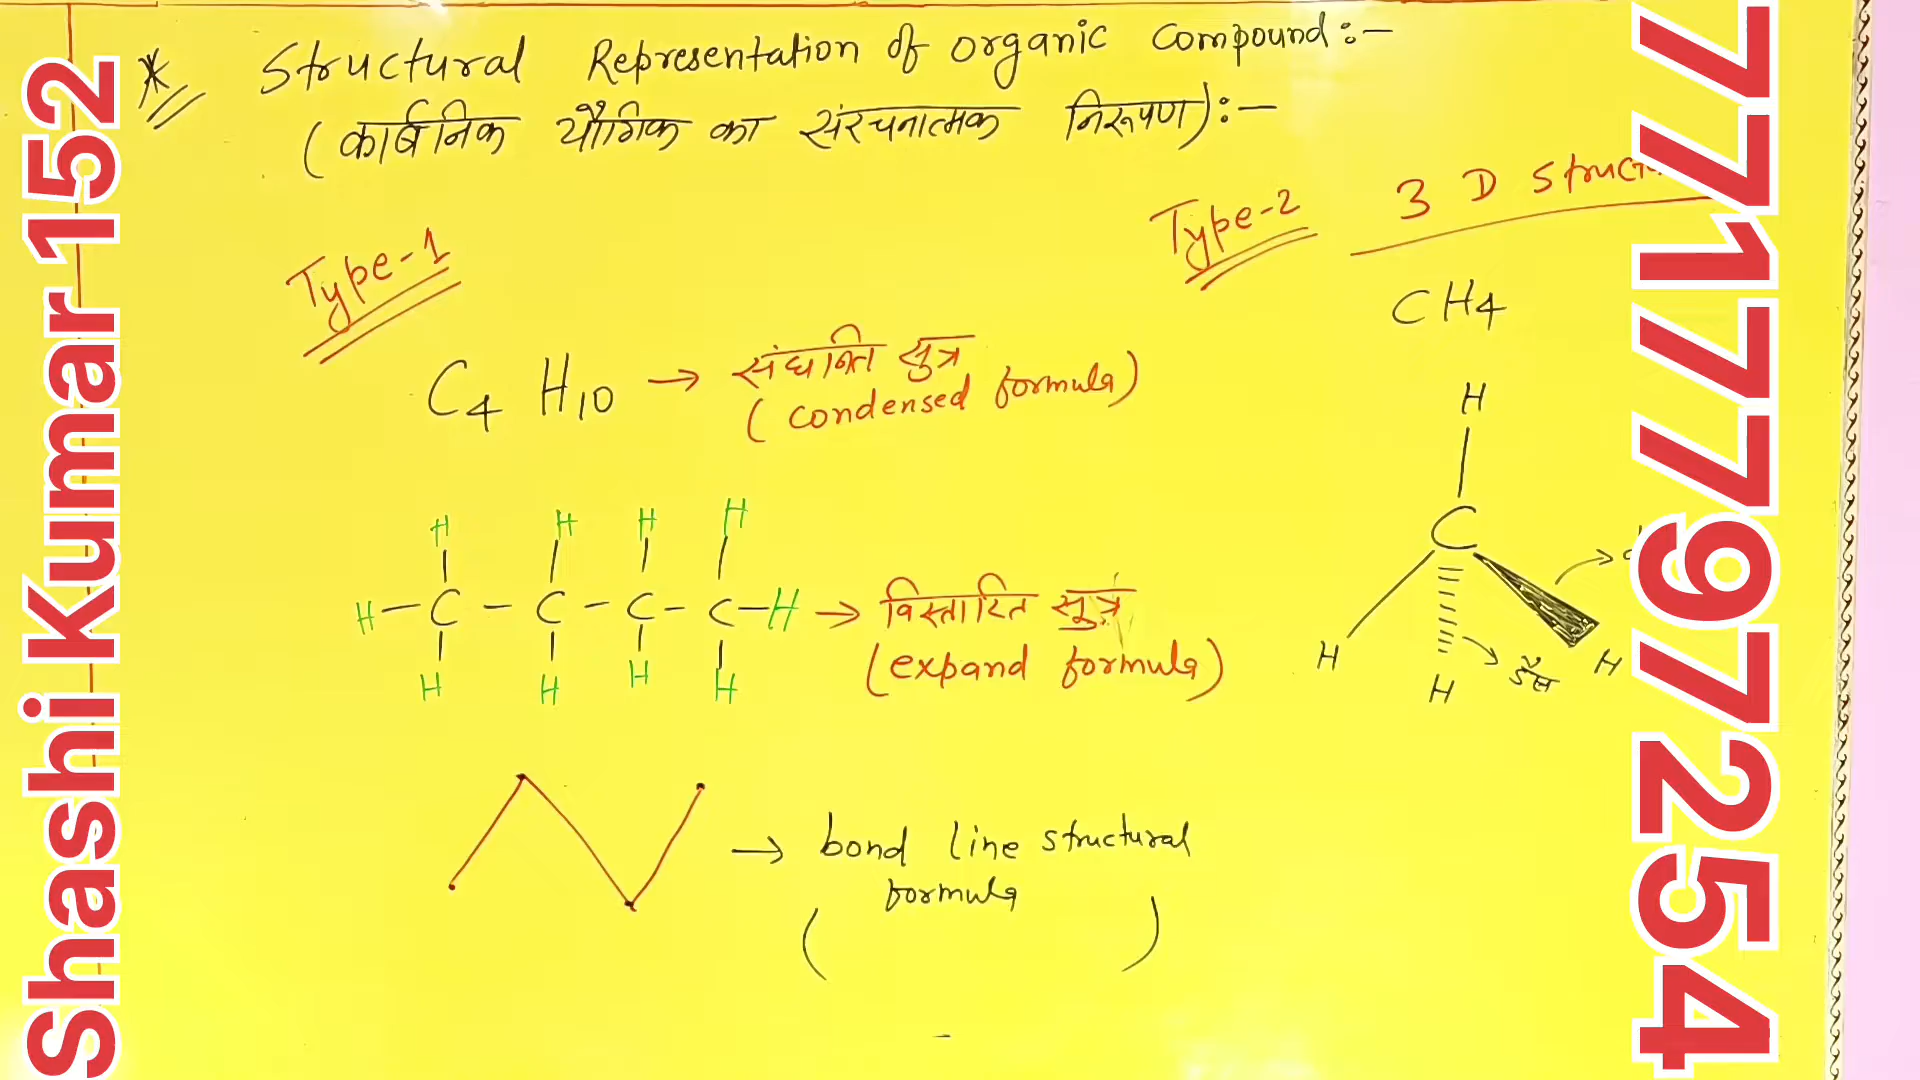 Structural Representation of organic compound:-
(कार्बनिक यौगिक का संरचनात्मक निरूपण):-
Type-1
C4 H10 → संघनित सुत्र
(condensed formula)
H H H H
H-C-C-C-C-H → विस्तारित सूत्र
H H H H
(expand formula)
→ bond line structural
formula
( )
Type-2
3 D
CH4
H
C
H
H
H
Shashi Kumar 152
7717797254